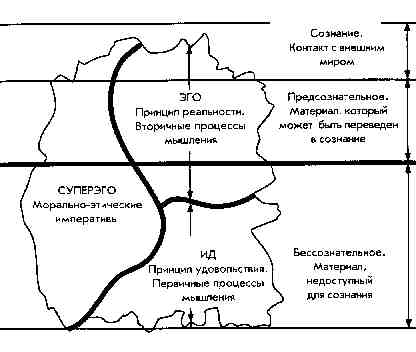 Сознание.
Контакт с внешним
миром
ЭГО
Принцип реальности.
Вторичные процессы
мышления
Предсознательное.
Материал, который
может быть переведен
в сознание
СУПЕРЭГО
Морально-этические
императивы
ИД
Принцип удовольствия.
Первичные процессы
мышления
Бессознательное.
Материал,
недоступный
для сознания